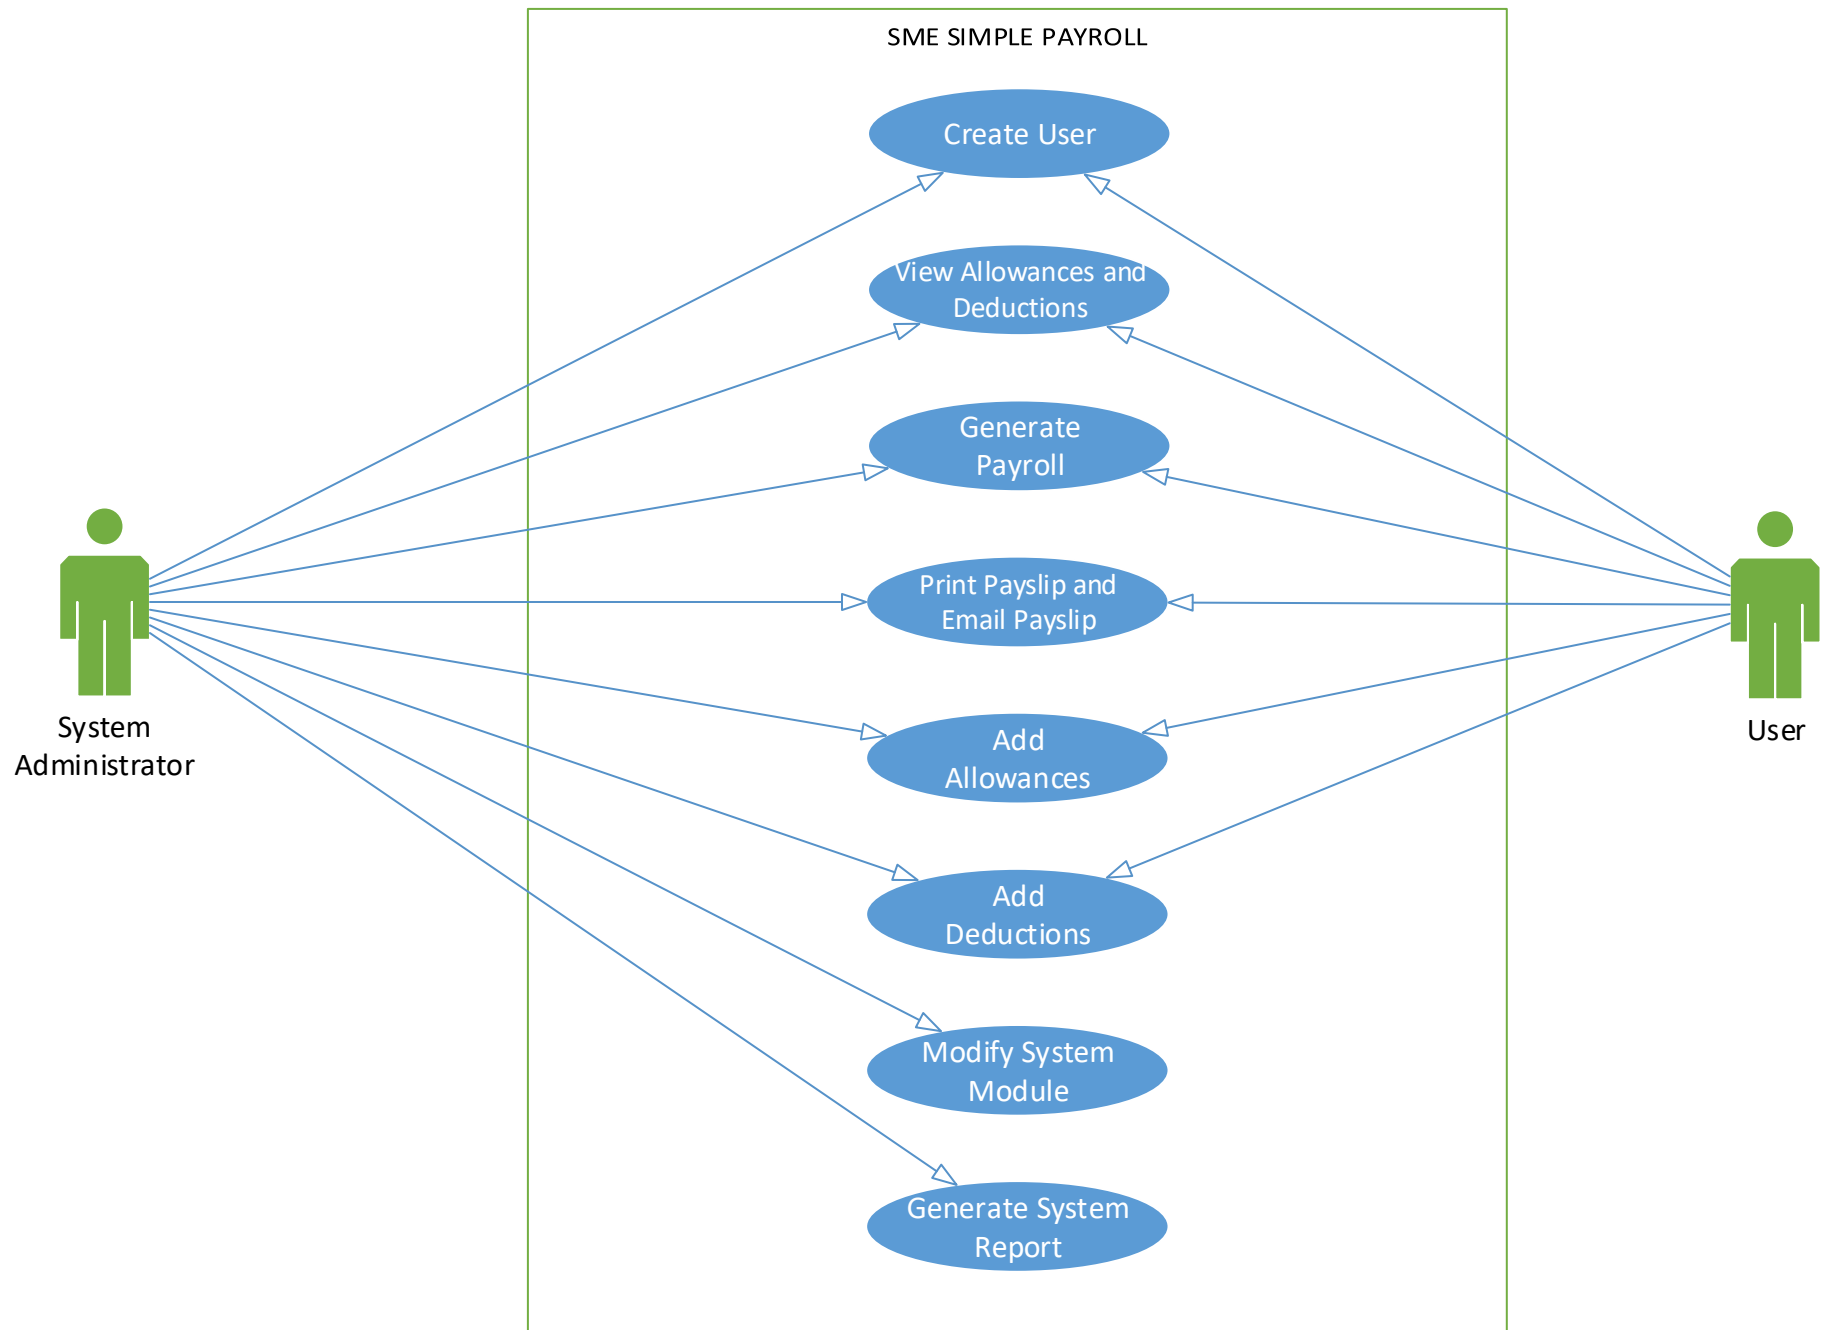 SME SIMPLE PAYROLL
Create User
View Allowances and
Deductions
Generate
Payroll
Print Payslip and
Email Payslip
System
Administrator
User
Add
Allowances
Add
Deductions
Modify System
Module
Generate System
Report